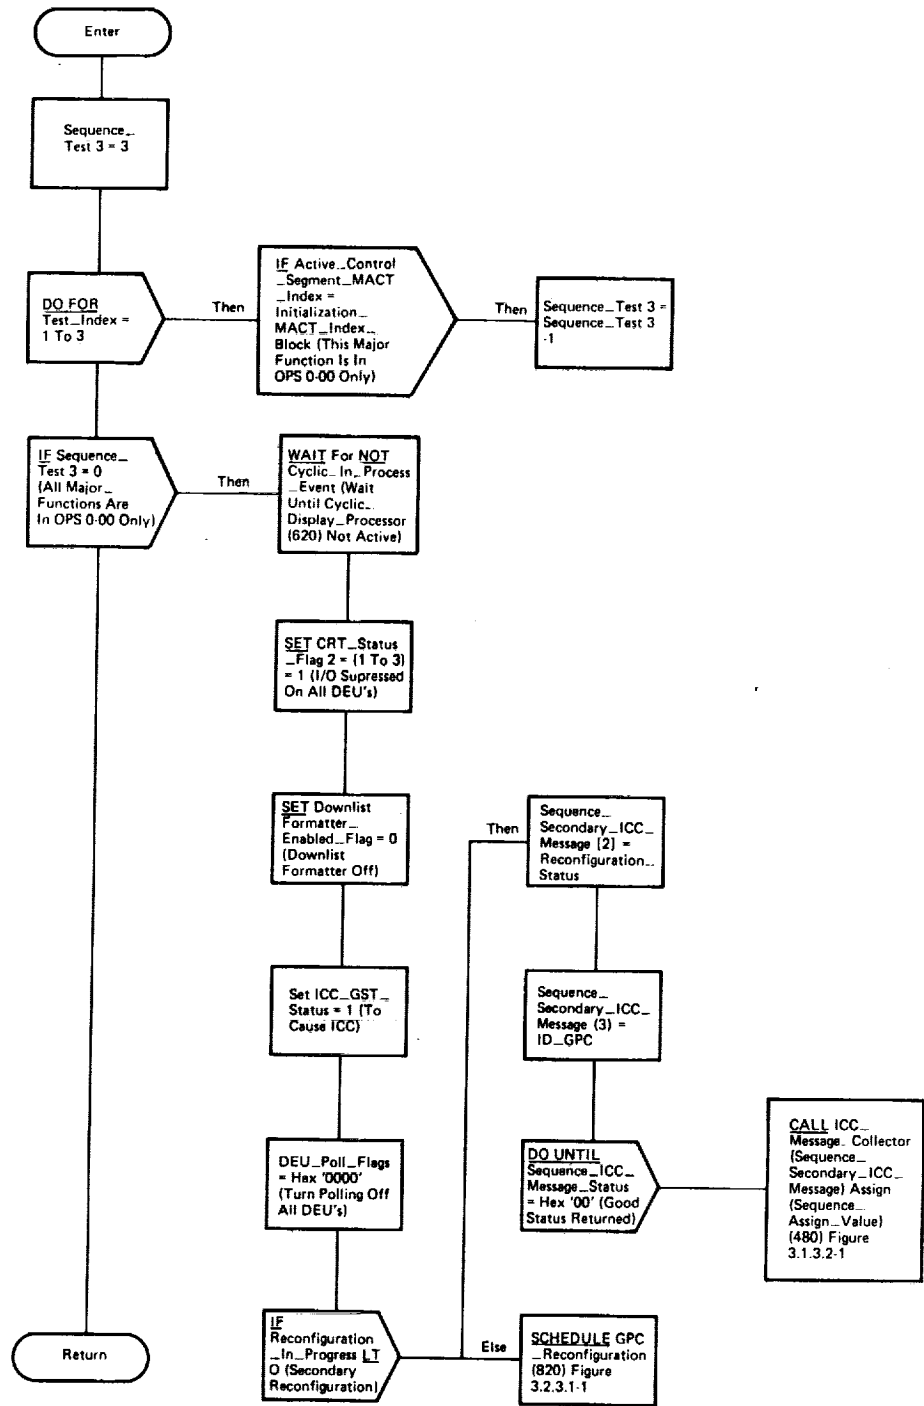 Enter
Sequence_
Test 3 = 3
DO FOR
Test_Index =
1 To 3
Then
IF Active_Control
_Segment_MACT
_Index =
Initialization_
MACT_Index_
Block (This Major
Function Is In
OPS 0-00 Only)
Then
Sequence_Test 3 =
Sequence_Test 3
-1
IF Sequence_
Test 3 = 0
(All Major_
Functions Are
In OPS 0-00 Only)
Then
WAIT For NOT
Cyclic_In_Process
_Event (Wait
Until Cyclic_
Display_Processor
(620) Not Active)
SET CRT_Status
_Flag 2 = (1 To 3)
= 1 (I/O Supressed
On All DEU's)
SET Downlist
Formatter_
Enabled_Flag = 0
(Downlist
Formatter Off)
Set ICC_GST_
Status = 1 (To
Cause ICC)
DEU_Poll_Flags
= Hex '0000'
(Turn Polling Off
All DEU's)
IF
Reconfiguration
_In_Progress LT
O (Secondary
Reconfiguration)
Then
Sequence_
Secondary_ICC_
Message [2] =
Reconfiguration_
Status
Sequence_
Secondary_ICC_
Message (3) =
ID_GPC
DO UNTIL
Sequence_ICC_
Message_Status
= Hex '00' (Good
Status Returned)
CALL ICC_
Message_Collector
(Sequence_
Secondary_ICC_
Message) Assign
(Sequence_
Assign_Value)
(480) Figure
3.1.3.2-1
Else
SCHEDULE GPC
_Reconfiguration
(820) Figure
3.2.3.1-1
Return